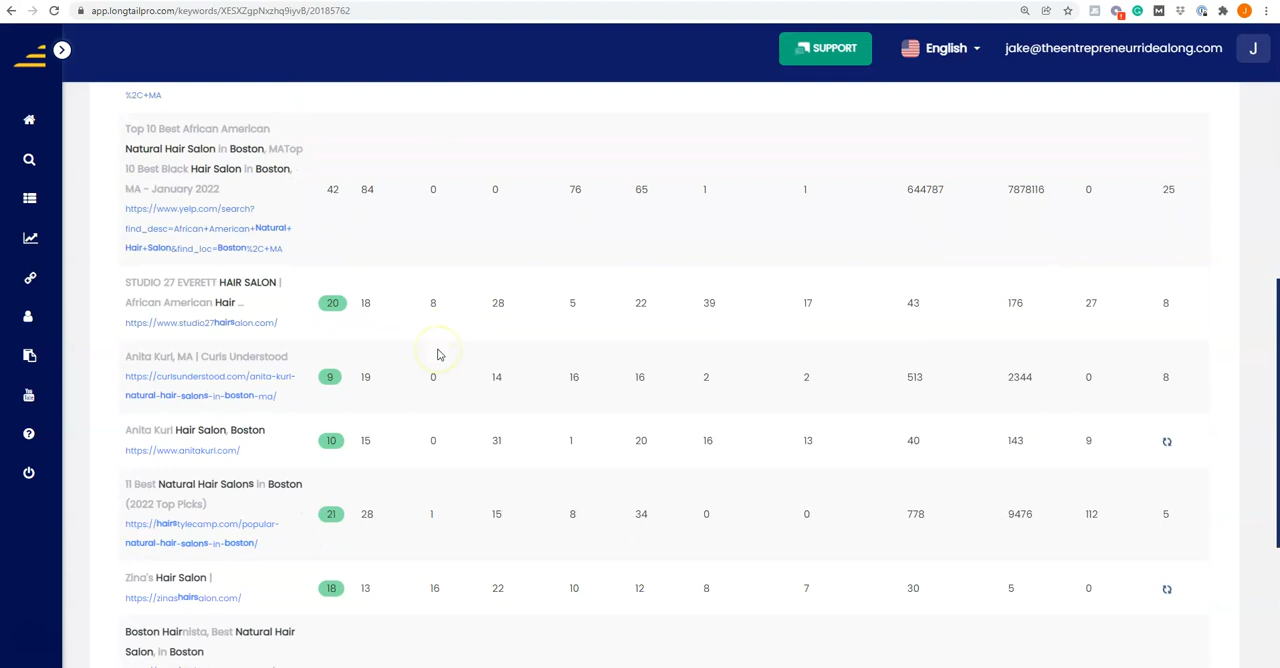 app.longtailpro.com/keywords/XESXZgpNxzhq9iyvB/20185762
SUPPORT
English
jake@theentrepreneurridealong.com
J
%2C+MA
Top 10 Best African American
Natural Hair Salon in Boston, MATop
10 Best Black Hair Salon in Boston,
MA - January 2022
https://www.yelp.com/search?
find_desc=African+American+Natural+
Hair+Salon&find_loc=Boston%2C+MA
42 84 0 0 76 65 1 1 644787 7878116 0 25
STUDIO 27 EVERETT HAIR SALON |
African American Hair ...
https://www.studio27hairsalon.com/
20 18 8 28 5 22 39 17 43 176 27 8
Anita Kurl, MA | Curls Understood
https://curlsunderstood.com/anita-kurl-
natural-hair-salons-in-boston-ma/
9 19 0 14 16 16 2 2 513 2344 0 8
Anita Kurl Hair Salon, Boston
https://www.anitakurl.com/
10 15 0 31 1 20 16 13 40 143 9
11 Best Natural Hair Salons in Boston
(2022 Top Picks)
https://hairstylecamp.com/popular-
natural-hair-salons-in-boston/
21 28 1 15 8 34 0 0 778 9476 112 5
Zina's Hair Salon |
https://zinashairsalon.com/
18 13 16 22 10 12 8 7 30 5 0
Boston Hairnista, Best Natural Hair
Salon, in Boston